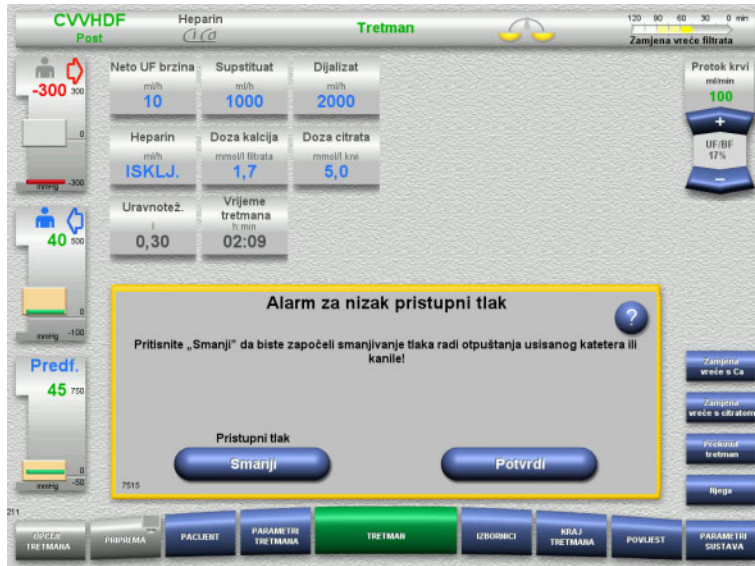 CVVHDF
Post
Heparin
Cica
Tretman
120 90 60 30 0 min
Zamjena vreće filtrata
-300 300
0
-300
mmHg
Neto UF brzina
ml/h
10
Supstituat
ml/h
1000
Dijalizat
ml/h
2000
Protok krvi
ml/min
100
+
UF/BF
17%
−
Heparin
ml/h
ISKLJ.
Doza kalcija
mmol/l filtrata
1,7
Doza citrata
mmol/l krvi
5,0
Uravnotež.
l
0,30
Vrijeme
tretmana
h:min
02:09
40 500
0
mmHg -100
Predf.
45 750
0
mmHg -50
Alarm za nizak pristupni tlak
?
Pritisnite „Smanji” da biste započeli smanjivanje tlaka radi otpuštanja usisanog katetera ili
kanile!
Pristupni tlak
Smanji
Potvrdi
7515
Zamjena
vreće s Ca
Zamjena
vreće s citratom
Prekinut
tretman
Njega
211
OPCIJE
TRETMANA
PRIPREMA
PACIJENT
PARAMETRI
TRETMANA
TRETMAN
IZBORNICI
KRAJ
TRETMANA
POVIJEST
PARAMETRI
SUSTAVA